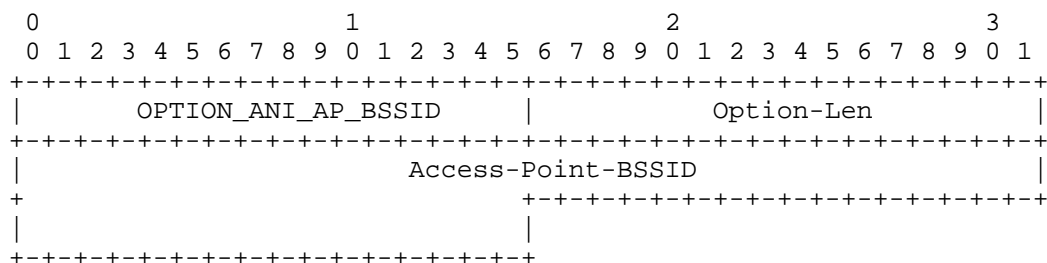 0                   1                   2                   3
 0 1 2 3 4 5 6 7 8 9 0 1 2 3 4 5 6 7 8 9 0 1 2 3 4 5 6 7 8 9 0 1
+-+-+-+-+-+-+-+-+-+-+-+-+-+-+-+-+-+-+-+-+-+-+-+-+-+-+-+-+-+-+-+-+
|       OPTION_ANI_AP_BSSID     |           Option-Len          |
+-+-+-+-+-+-+-+-+-+-+-+-+-+-+-+-+-+-+-+-+-+-+-+-+-+-+-+-+-+-+-+-+
|                        Access-Point-BSSID                     |
+                               +-+-+-+-+-+-+-+-+-+-+-+-+-+-+-+-+
|                               |
+-+-+-+-+-+-+-+-+-+-+-+-+-+-+-+-+